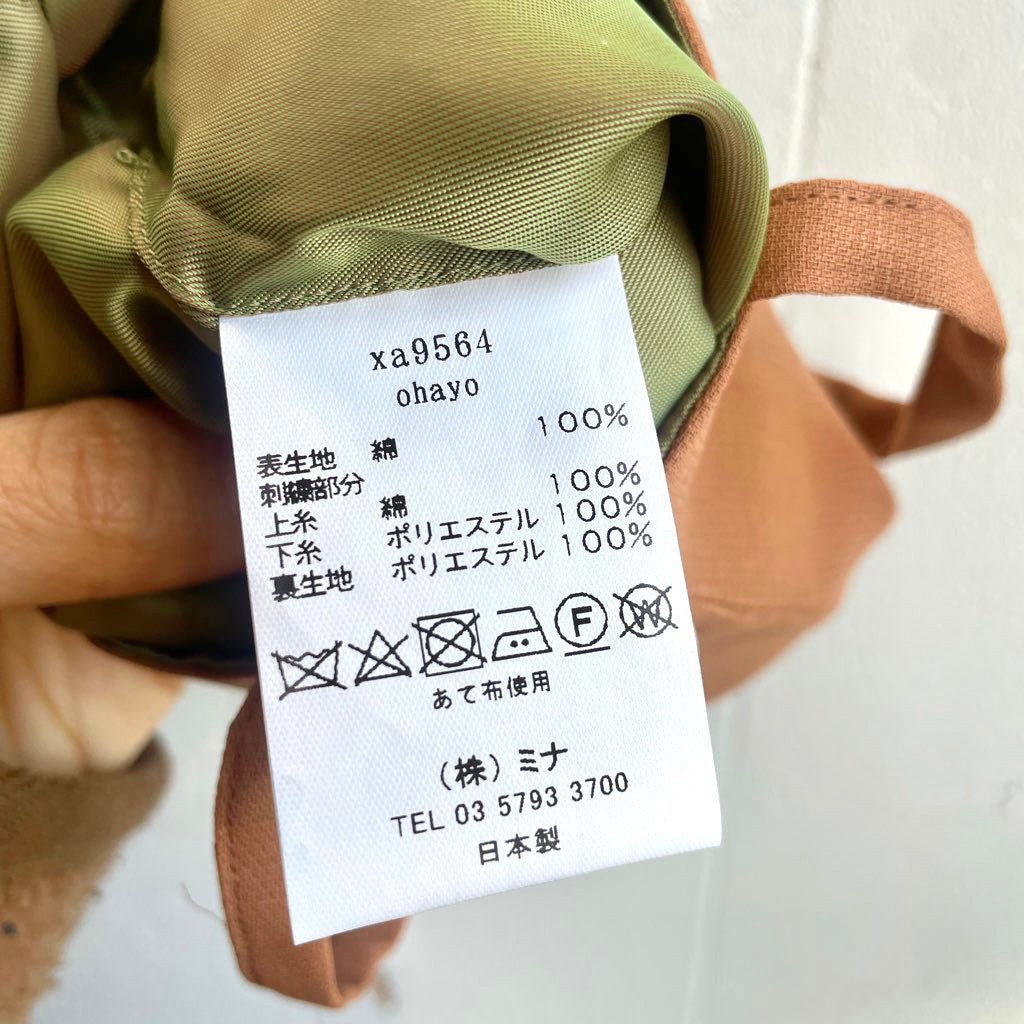 xa9564
ohayo
表生地 綿 100%
刺繍部分
上糸 綿 100%
下糸 ポリエステル 100%
裏生地 ポリエステル 100%
F W
あて布使用
(株)ミナ
TEL 03 5793 3700
日本製